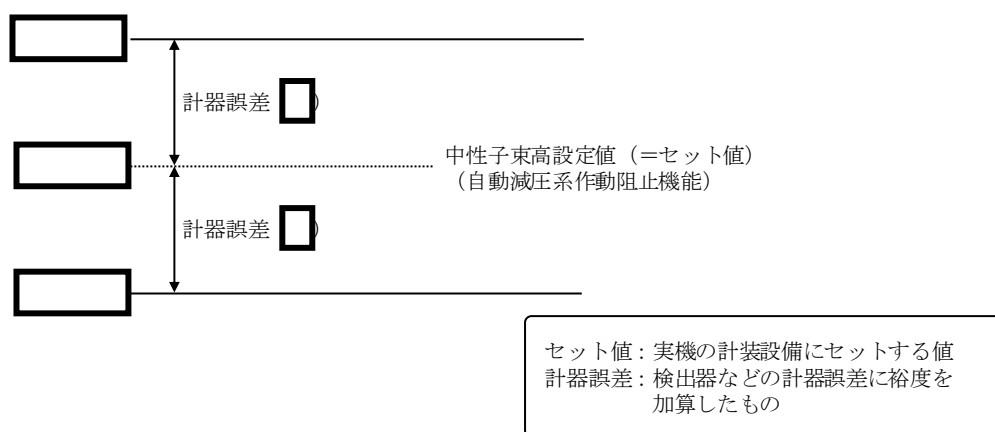 計器誤差 )
中性子束高設定値（＝セット値）
（自動減圧系作動阻止機能）
計器誤差 )
セット値：実機の計装設備にセットする値
計器誤差：検出器などの計器誤差に裕度を
加算したもの